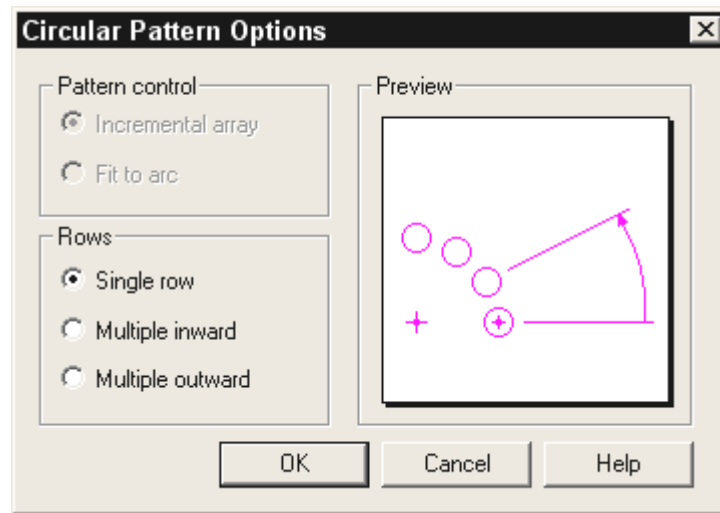 Circular Pattern Options
Pattern control
Incremental array
Fit to arc
Rows
Single row
Multiple inward
Multiple outward
Preview
OK
Cancel
Help